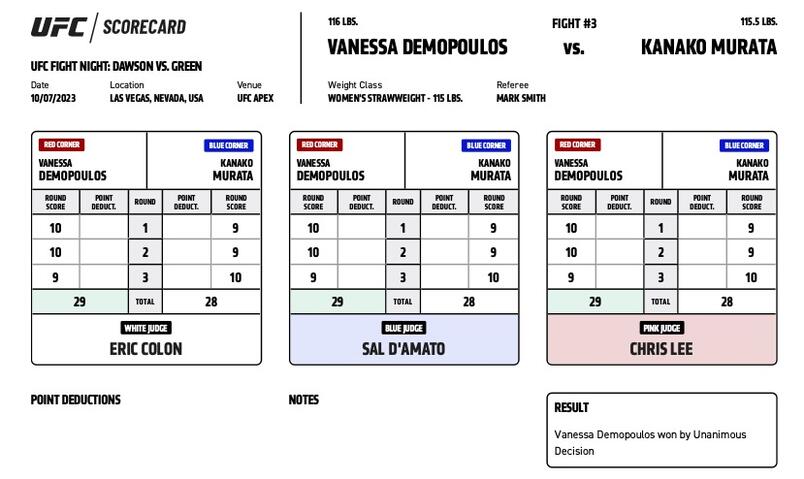 UFC / SCORECARD
UFC FIGHT NIGHT: DAWSON VS. GREEN
Date Location Venue
10/07/2023 LAS VEGAS, NEVADA, USA UFC APEX
116 LBS. FIGHT #3 115.5 LBS.
VANESSA DEMOPOULOS VS. KANAKO MURATA
Weight Class Referee
WOMEN'S STRAWWEIGHT - 115 LBS. MARK SMITH
RED CORNER BLUE CORNER
VANESSA KANAKO
DEMOPOULOS MURATA
ROUND POINT ROUND POINT ROUND
SCORE DEDUCT. DEDUCT. SCORE
10 1 9
10 2 9
9 3 10
29 TOTAL 28
WHITE JUDGE
ERIC COLON
RED CORNER BLUE CORNER
VANESSA KANAKO
DEMOPOULOS MURATA
ROUND POINT ROUND POINT ROUND
SCORE DEDUCT. DEDUCT. SCORE
10 1 9
10 2 9
9 3 10
29 TOTAL 28
BLUE JUDGE
SAL D'AMATO
RED CORNER BLUE CORNER
VANESSA KANAKO
DEMOPOULOS MURATA
ROUND POINT ROUND POINT ROUND
SCORE DEDUCT. DEDUCT. SCORE
10 1 9
10 2 9
9 3 10
29 TOTAL 28
PINK JUDGE
CHRIS LEE
POINT DEDUCTIONS
NOTES
RESULT
Vanessa Demopoulos won by Unanimous
Decision